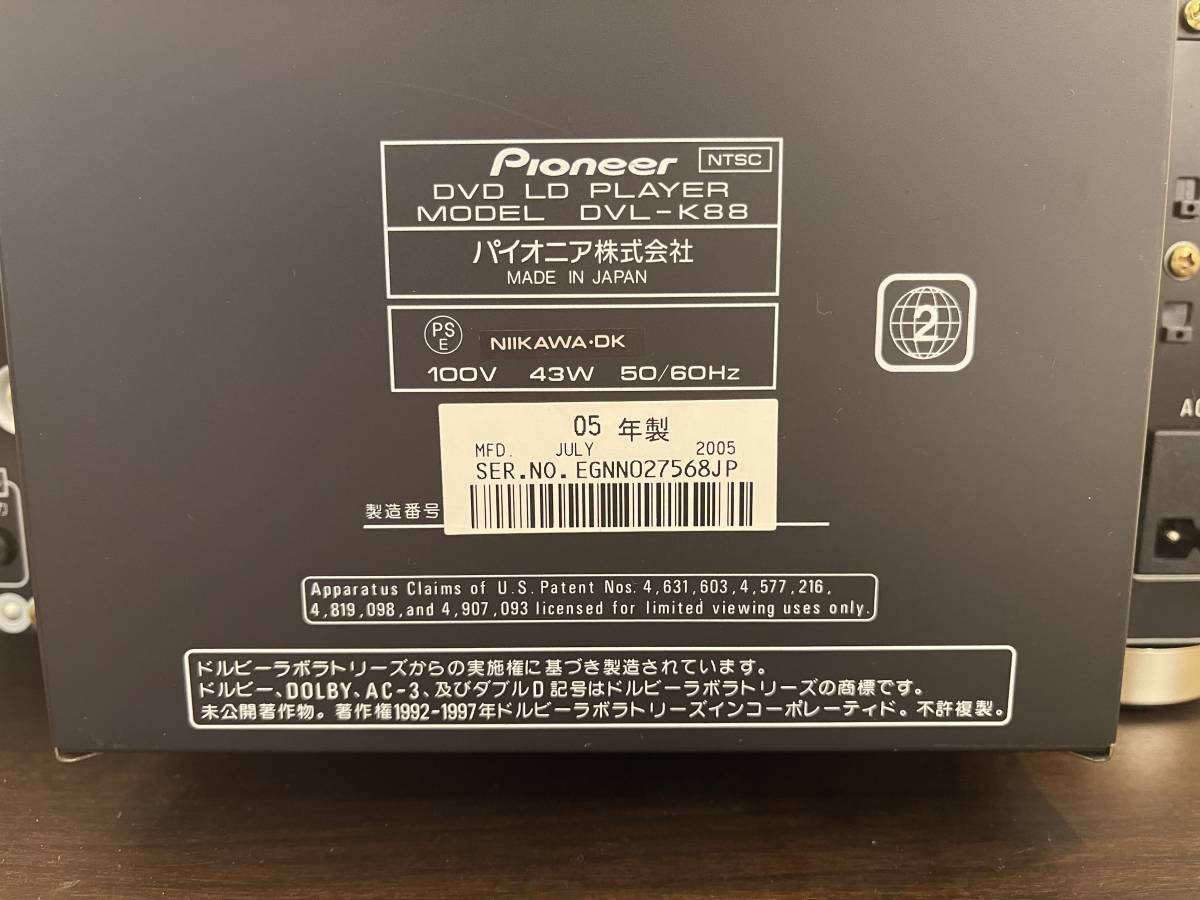 Pioneer NTSC
DVD LD PLAYER
MODEL DVL-K88
パイオニア株式会社
MADE IN JAPAN
PS
E
NIIKAWA・DK
100V 43W 50/60Hz
2
05 年製
MFD. JULY 2005
SER.NO. EGNN027568JP
製造番号
Apparatus Claims of U.S. Patent Nos. 4,631,603, 4,577,216,
4,819,098, and 4,907,093 licensed for limited viewing uses only.
ドルビーラボラトリーズからの実施権に基づき製造されています。
ドルビー、DOLBY、AC-3、及びダブルD記号はドルビーラボラトリーズの商標です。
未公開著作物。著作権1992-1997年ドルビーラボラトリーズインコーポレーティド。不許複製。